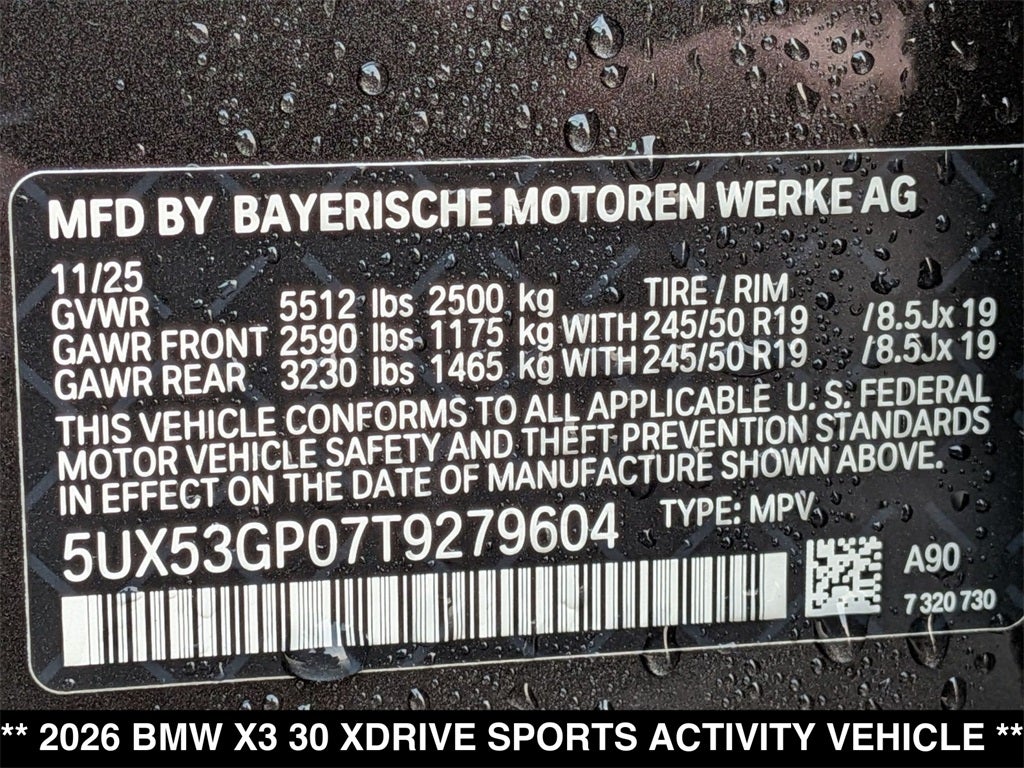 MFD BY BAYERISCHE MOTOREN WERKE AG
11/25
GVWR 5512 lbs 2500 kg TIRE / RIM
GAWR FRONT 2590 lbs 1175 kg WITH 245/50 R19 /8.5Jx 19
GAWR REAR 3230 lbs 1465 kg WITH 245/50 R19 /8.5Jx 19
THIS VEHICLE CONFORMS TO ALL APPLICABLE U. S. FEDERAL
MOTOR VEHICLE SAFETY AND THEFT PREVENTION STANDARDS
IN EFFECT ON THE DATE OF MANUFACTURE SHOWN ABOVE.
5UX53GP07T9279604 TYPE: MPV
A90
7 320 730
** 2026 BMW X3 30 XDRIVE SPORTS ACTIVITY VEHICLE **